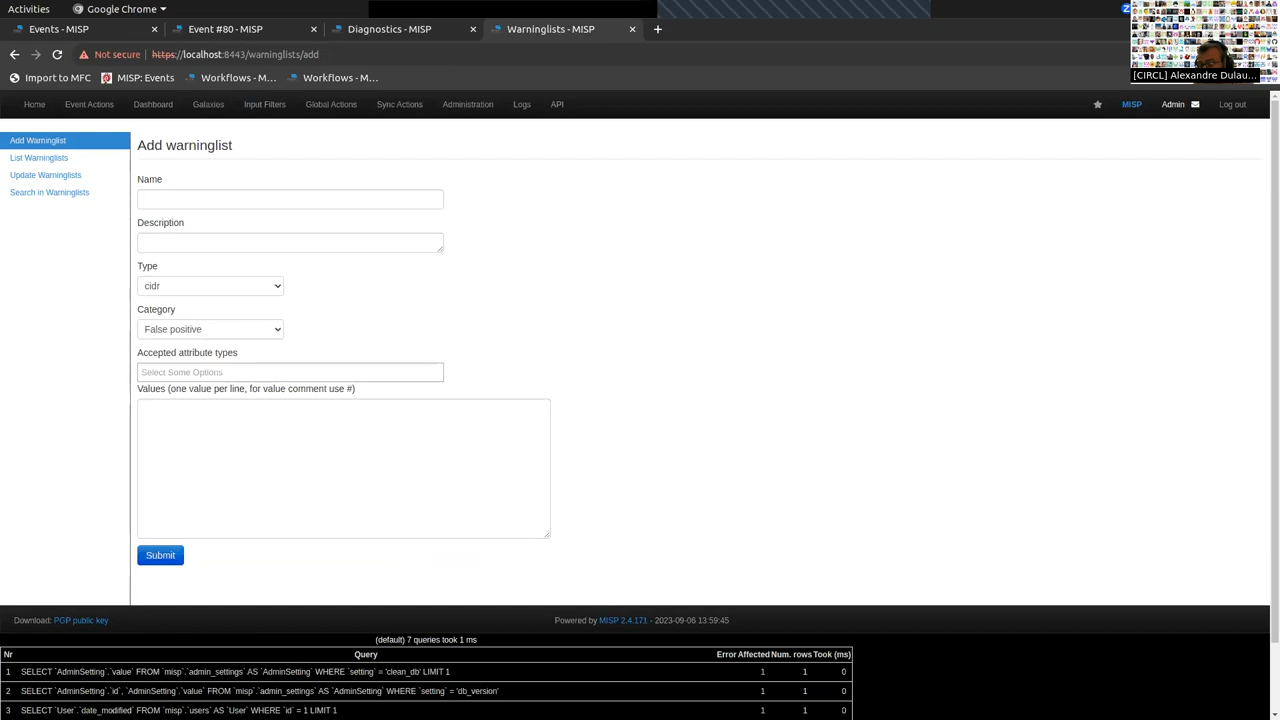 Activities
Google Chrome
Events - MISP
Event #80 - MISP
Diagnostics - MISP
Not secure
https://localhost:8443/warninglists/add
Import to MFC
MISP: Events
Workflows - M...
Workflows - M...
[CIRCL] Alexandre Dulau...
Home
Event Actions
Dashboard
Galaxies
Input Filters
Global Actions
Sync Actions
Administration
Logs
API
MISP
Admin
Log out
Add Warninglist
List Warninglists
Update Warninglists
Search in Warninglists
Add warninglist
Name
Description
Type
cidr
Category
False positive
Accepted attribute types
Select Some Options
Values (one value per line, for value comment use #)
Submit
Download: PGP public key
Powered by MISP 2.4.171 - 2023-09-06 13:59:45
(default) 7 queries took 1 ms
Nr Query Error Affected Num. rows Took (ms)
1 SELECT `AdminSetting`.`value` FROM `misp`.`admin_settings` AS `AdminSetting` WHERE `setting` = 'clean_db' LIMIT 1 1 1 0
2 SELECT `AdminSetting`.`id`, `AdminSetting`.`value` FROM `misp`.`admin_settings` AS `AdminSetting` WHERE `setting` = 'db_version' 1 1 0
3 SELECT `User`.`date_modified` FROM `misp`.`users` AS `User` WHERE `id` = 1 LIMIT 1 1 1 0